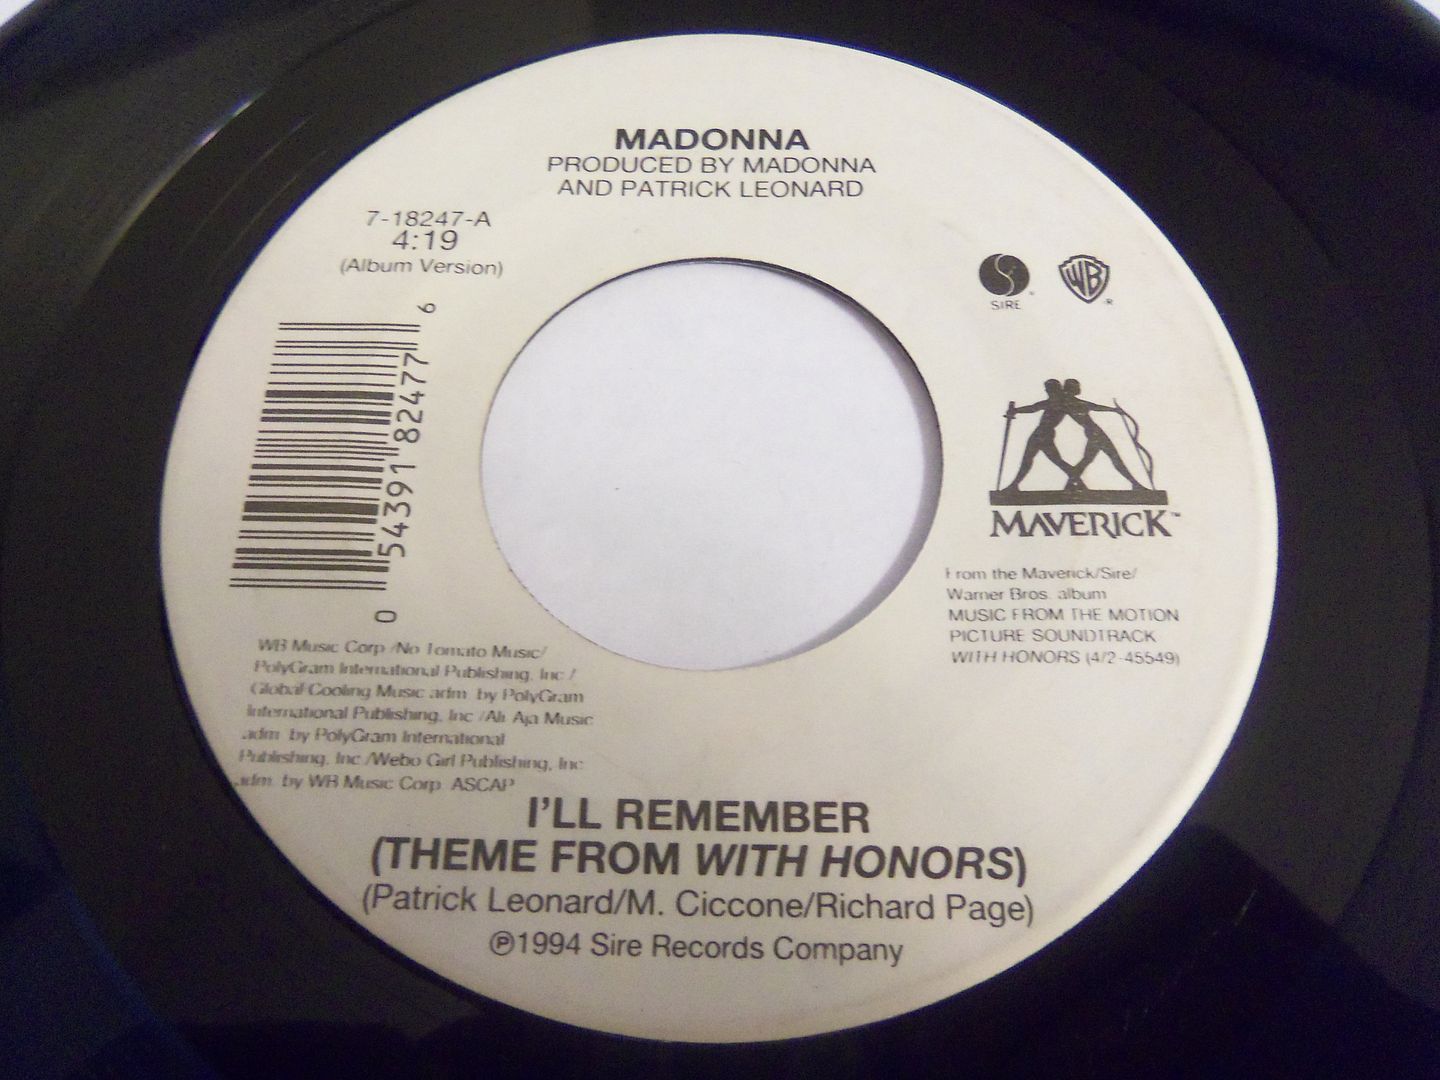 MADONNA
PRODUCED BY MADONNA
AND PATRICK LEONARD
7-18247-A
4:19
(Album Version)
SIRE
WB
®
MAVERICK™
From the Maverick/Sire/
Warner Bros. album
MUSIC FROM THE MOTION
PICTURE SOUNDTRACK
WITH HONORS (4/2-45549)
0 54391 82477 6
WB Music Corp./No Tomato Music/
PolyGram International Publishing, Inc./
Global Cooling Music adm. by PolyGram
International Publishing, Inc./Ali Aja Music
adm. by PolyGram International
Publishing, Inc./Webo Girl Publishing, Inc.
adm. by WB Music Corp. ASCAP
I'LL REMEMBER
(THEME FROM WITH HONORS)
(Patrick Leonard/M. Ciccone/Richard Page)
℗1994 Sire Records Company